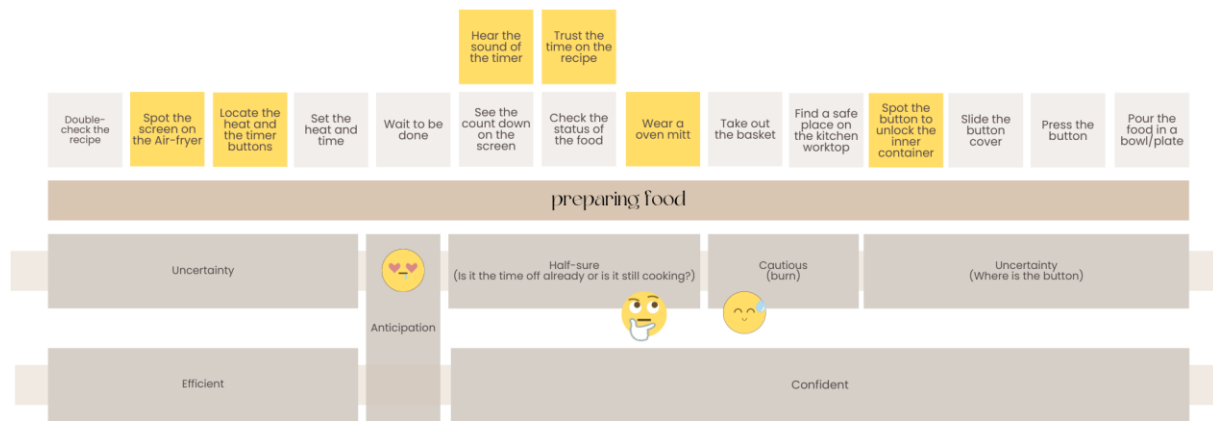 Hear the
sound of
the timer
Trust the
time on the
recipe
Double-
check the
recipe
Spot the
screen on
the Air-fryer
Locate the
heat and
the timer
buttons
Set the
heat and
time
Wait to be
done
See the
count down
on the
screen
Check the
status of
the food
Wear a
oven mitt
Take out
the basket
Find a safe
place on
the kitchen
worktop
Spot the
button to
unlock the
inner
container
Slide the
button
cover
Press the
button
Pour the
food in a
bowl/plate
preparing food
Uncertainty
Half-sure
(Is it the time off already or is it still cooking?)
Cautious
(burn)
Uncertainty
(Where is the button)
Anticipation
Efficient
Confident